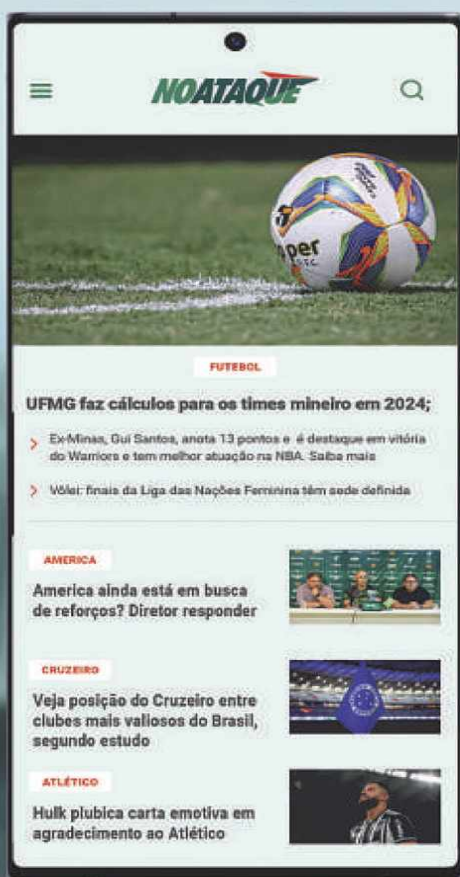 NOATAQUE
per
FUTEBOL
UFMG faz cálculos para os times mineiro em 2024;
Ex-Minas, Gui Santos, anota 13 pontos e é destaque em vitória
do Warriors e tem melhor atuação na NBA. Saiba mais
Vôlei: finais da Liga das Nações Feminina têm sede definida
AMERICA
America ainda está em busca
de reforços? Diretor responder
CRUZEIRO
Veja posição do Cruzeiro entre
clubes mais valiosos do Brasil,
segundo estudo
ATLÉTICO
Hulk plubica carta emotiva em
agradecimento ao Atlético